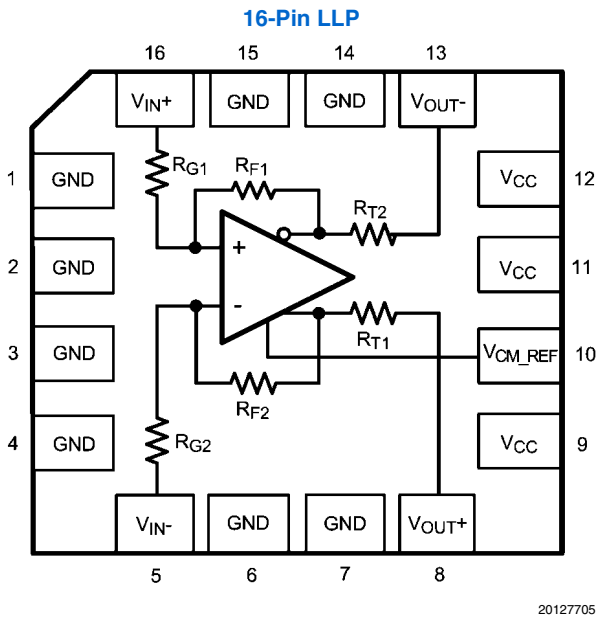 16-Pin LLP
16 15 14 13
VIN+ GND GND VOUT-
RG1 RF1
1 GND VCC 12
RT2
+
2 GND VCC 11
-
RT1
3 GND VCM_REF 10
RF2
4 GND RG2 VCC 9
VIN- GND GND VOUT+
5 6 7 8
20127705